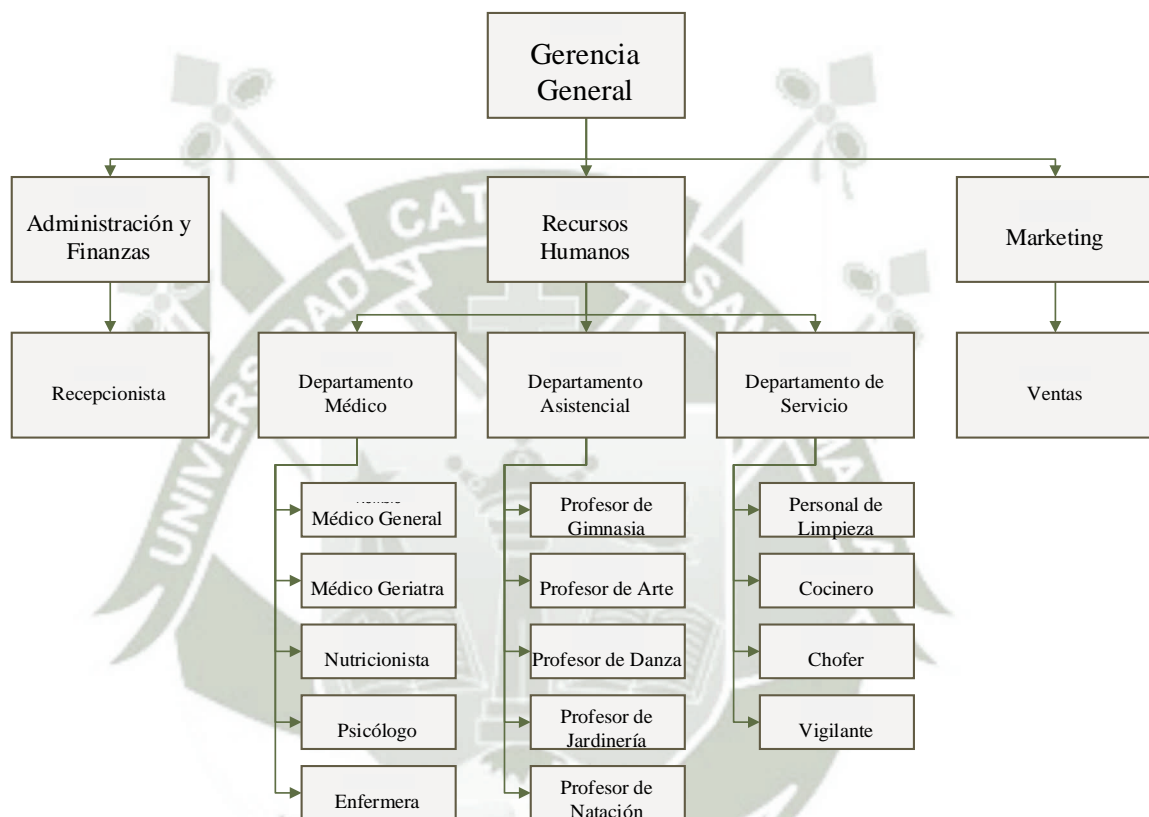 Gerencia
General
Administración y
Finanzas
Recursos
Humanos
Marketing
Recepcionista
Departamento
Médico
Departamento
Asistencial
Departamento de
Servicio
Ventas
Médico General
Profesor de
Gimnasia
Personal de
Limpieza
Médico Geriatra
Profesor de Arte
Cocinero
Nutricionista
Profesor de Danza
Chofer
Psicólogo
Profesor de
Jardinería
Vigilante
Enfermera
Profesor de
Natación
UNIVERSIDAD